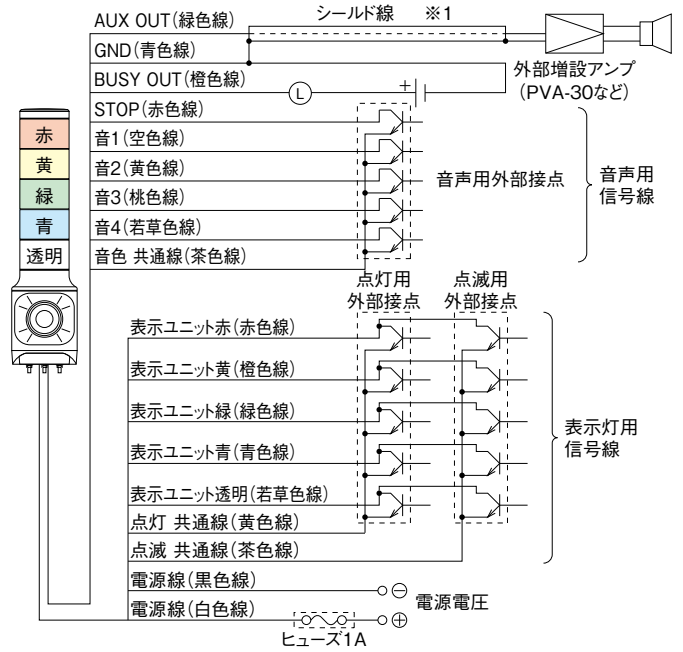 AUX OUT(緑色線)
シールド線 ※1
GND(青色線)
外部増設アンプ
(PVA-30など)
BUSY OUT(橙色線)
L
+
STOP(赤色線)
音1(空色線)
音2(黄色線)
音3(桃色線)
音4(若草色線)
音色 共通線(茶色線)
音声用外部接点
音声用
信号線
赤
黄
緑
青
透明
点灯用
外部接点
点滅用
外部接点
表示ユニット赤(赤色線)
表示ユニット黄(橙色線)
表示ユニット緑(緑色線)
表示ユニット青(青色線)
表示ユニット透明(若草色線)
点灯 共通線(黄色線)
点滅 共通線(茶色線)
表示灯用
信号線
電源線(黒色線)
⊖
電源電圧
電源線(白色線)
⊕
ヒューズ1A